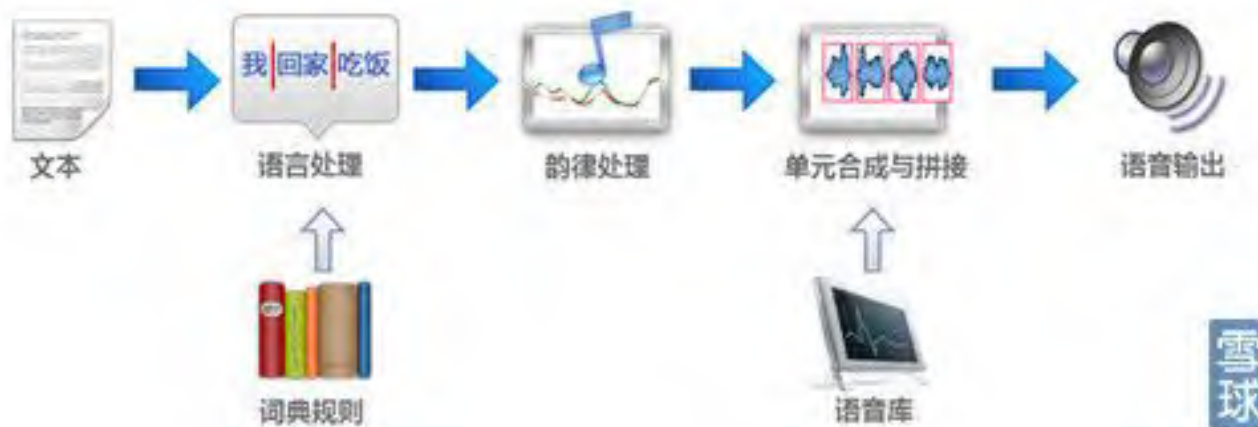 我 回家 吃饭
文本
语言处理
韵律处理
单元合成与拼接
语音输出
词典规则
语音库
雪
球